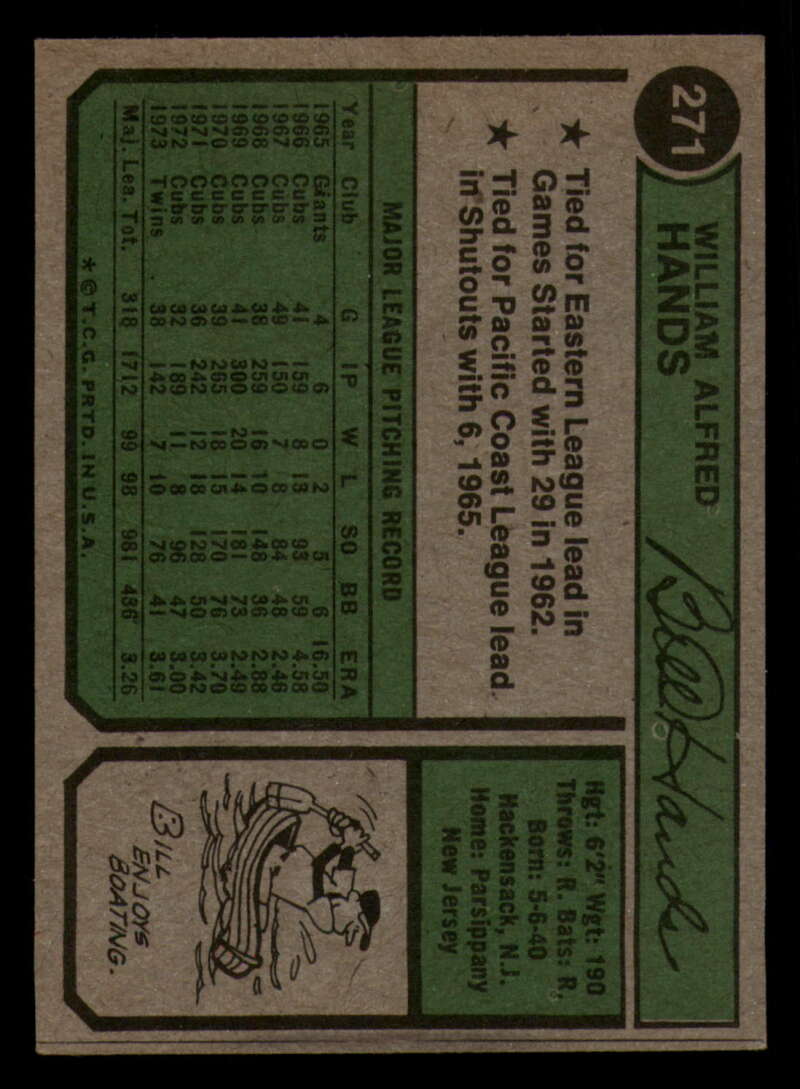 271
WILLIAM ALFRED
HANDS
Bill Hands
★ Tied for Eastern League lead in
Games Started with 29 in 1962.
★ Tied for Pacific Coast League lead
in Shutouts with 6, 1965.
MAJOR LEAGUE PITCHING RECORD
Year Club G IP W L SO BB ERA
1965 Giants 4 6 0 2 5 6 16.50
1966 Cubs 41 159 8 13 93 59 4.58
1967 Cubs 49 150 7 8 84 48 2.46
1968 Cubs 38 259 16 10 148 36 2.88
1969 Cubs 41 300 20 14 181 73 2.49
1970 Cubs 39 265 18 15 170 76 3.70
1971 Cubs 36 242 12 18 128 50 3.42
1972 Cubs 32 189 11 8 96 47 3.00
1973 Twins 38 142 7 10 76 41 3.61
Maj. Lea. Tot. 318 1712 99 98 981 436 3.26
* © T.C.G. PRTD. IN U.S.A.
Hgt: 6'2" Wgt: 190
Throws: R. Bats: R.
Born: 5-6-40
Hackensack, N.J.
Home: Parsippany
New Jersey
BILL
ENJOYS
BOATING.